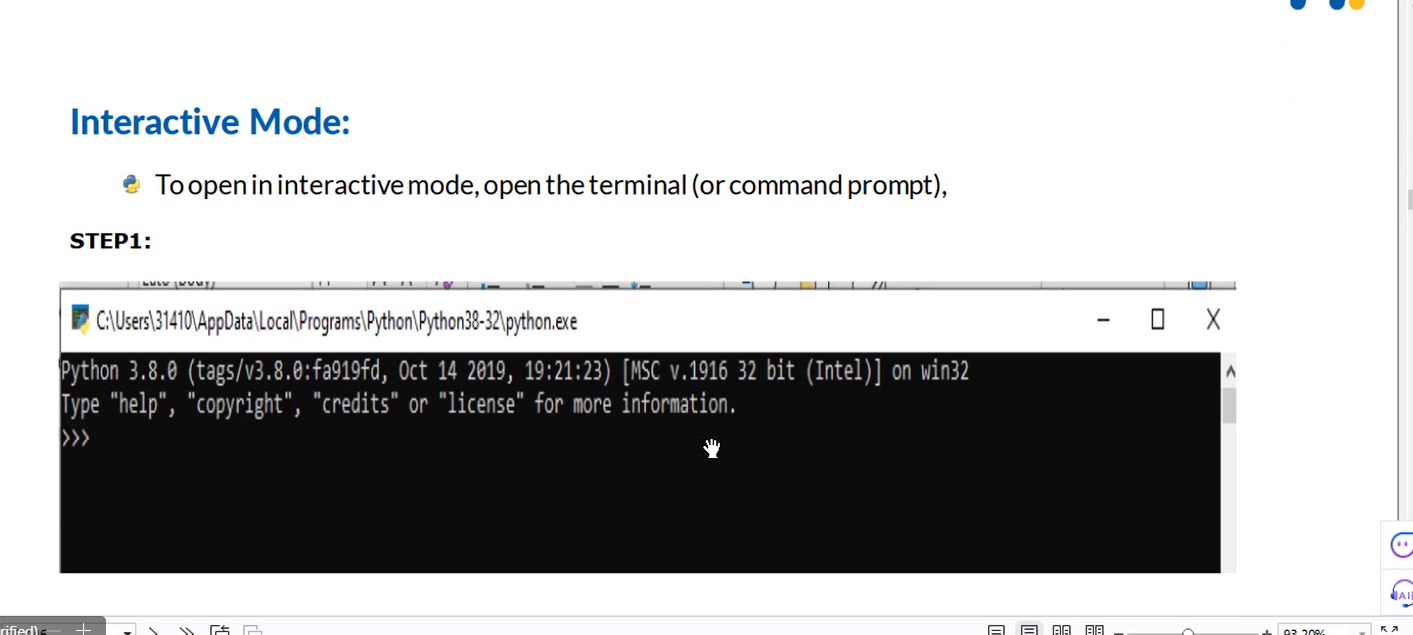 Interactive Mode:
To open in interactive mode, open the terminal (or command prompt),
STEP1:
C:\Users\31410\AppData\Local\Programs\Python\Python38-32\python.exe
Python 3.8.0 (tags/v3.8.0:fa919fd, Oct 14 2019, 19:21:23) [MSC v.1916 32 bit (Intel)] on win32
Type "help", "copyright", "credits" or "license" for more information.
>>>
AI
93.20%